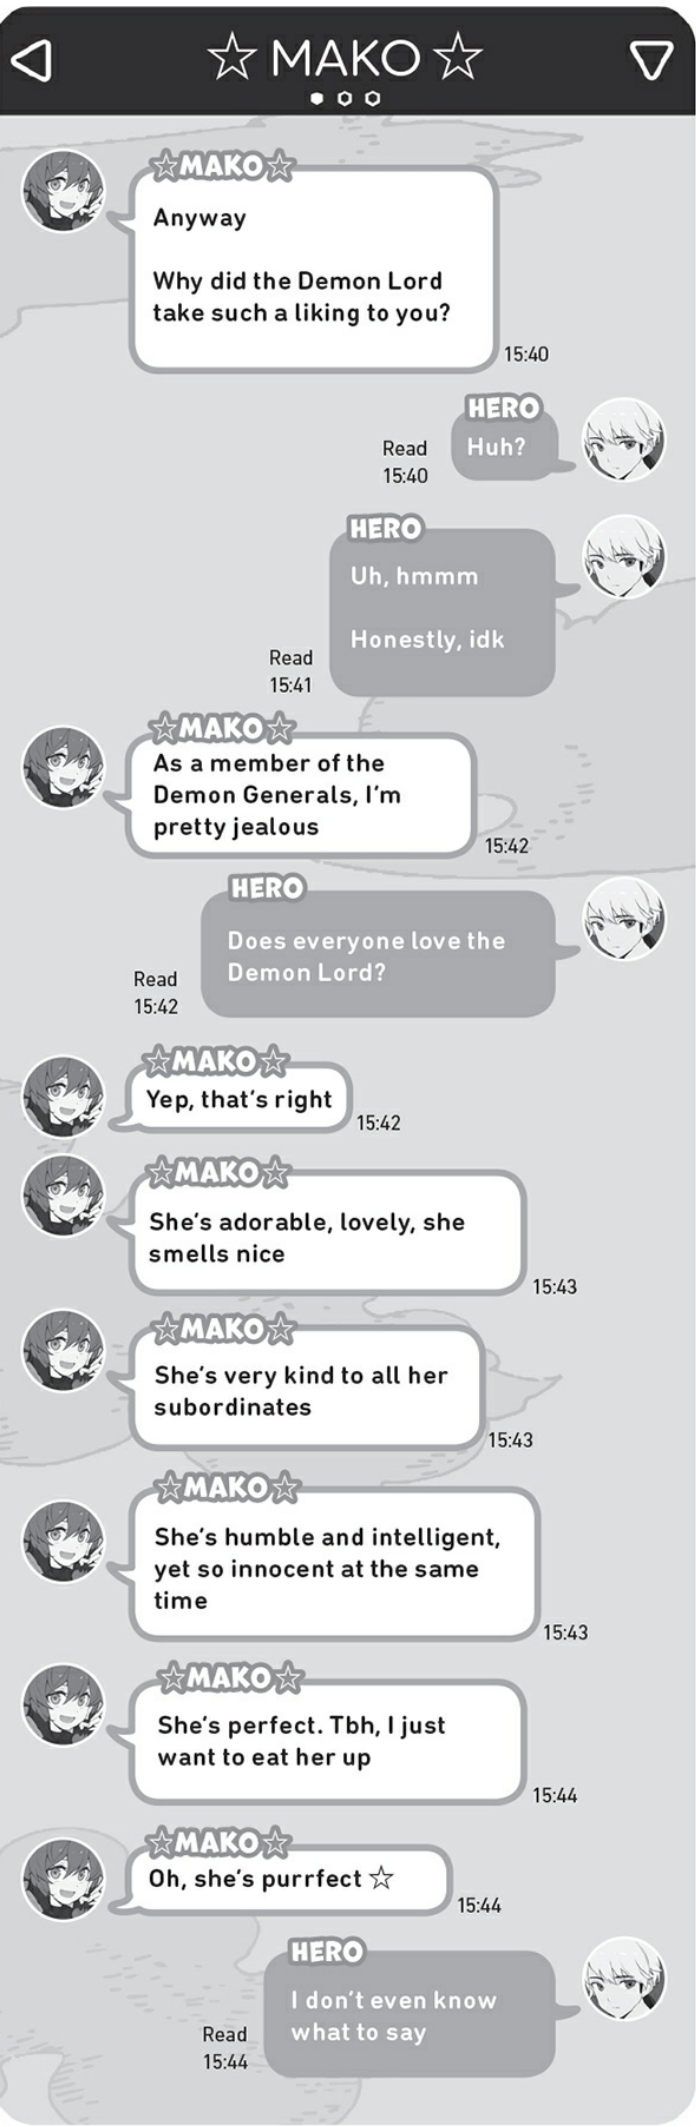 ☆ MAKO ☆
☆MAKO☆
Anyway
Why did the Demon Lord
take such a liking to you?
15:40
HERO
Huh?
Read
15:40
HERO
Uh, hmmm
Honestly, idk
Read
15:41
☆MAKO☆
As a member of the
Demon Generals, I'm
pretty jealous
15:42
HERO
Does everyone love the
Demon Lord?
Read
15:42
☆MAKO☆
Yep, that's right
15:42
☆MAKO☆
She's adorable, lovely, she
smells nice
15:43
☆MAKO☆
She's very kind to all her
subordinates
15:43
☆MAKO☆
She's humble and intelligent,
yet so innocent at the same
time
15:43
☆MAKO☆
She's perfect. Tbh, I just
want to eat her up
15:44
☆MAKO☆
Oh, she's purrfect ☆
15:44
HERO
I don't even know
what to say
Read
15:44